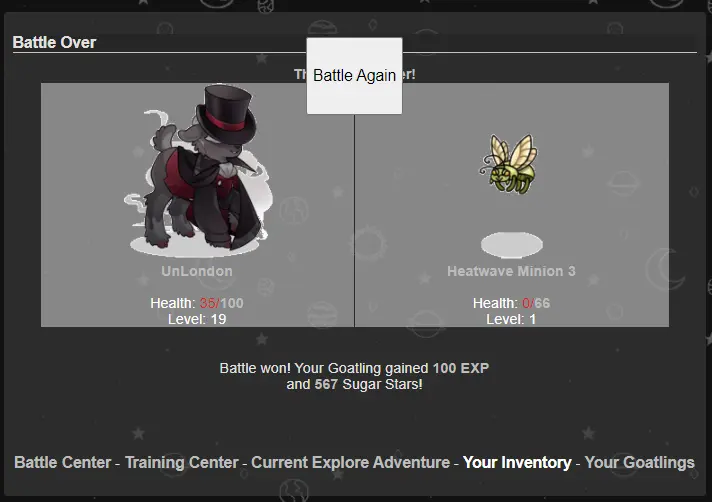 Battle Over
Battle Again
UnLondon
Heatwave Minion 3
Health: 35/100
Health: 0/66
Level: 19
Level: 1
Battle won! Your Goatling gained 100 EXP
and 567 Sugar Stars!
Battle Center - Training Center - Current Explore Adventure - Your Inventory - Your Goatlings